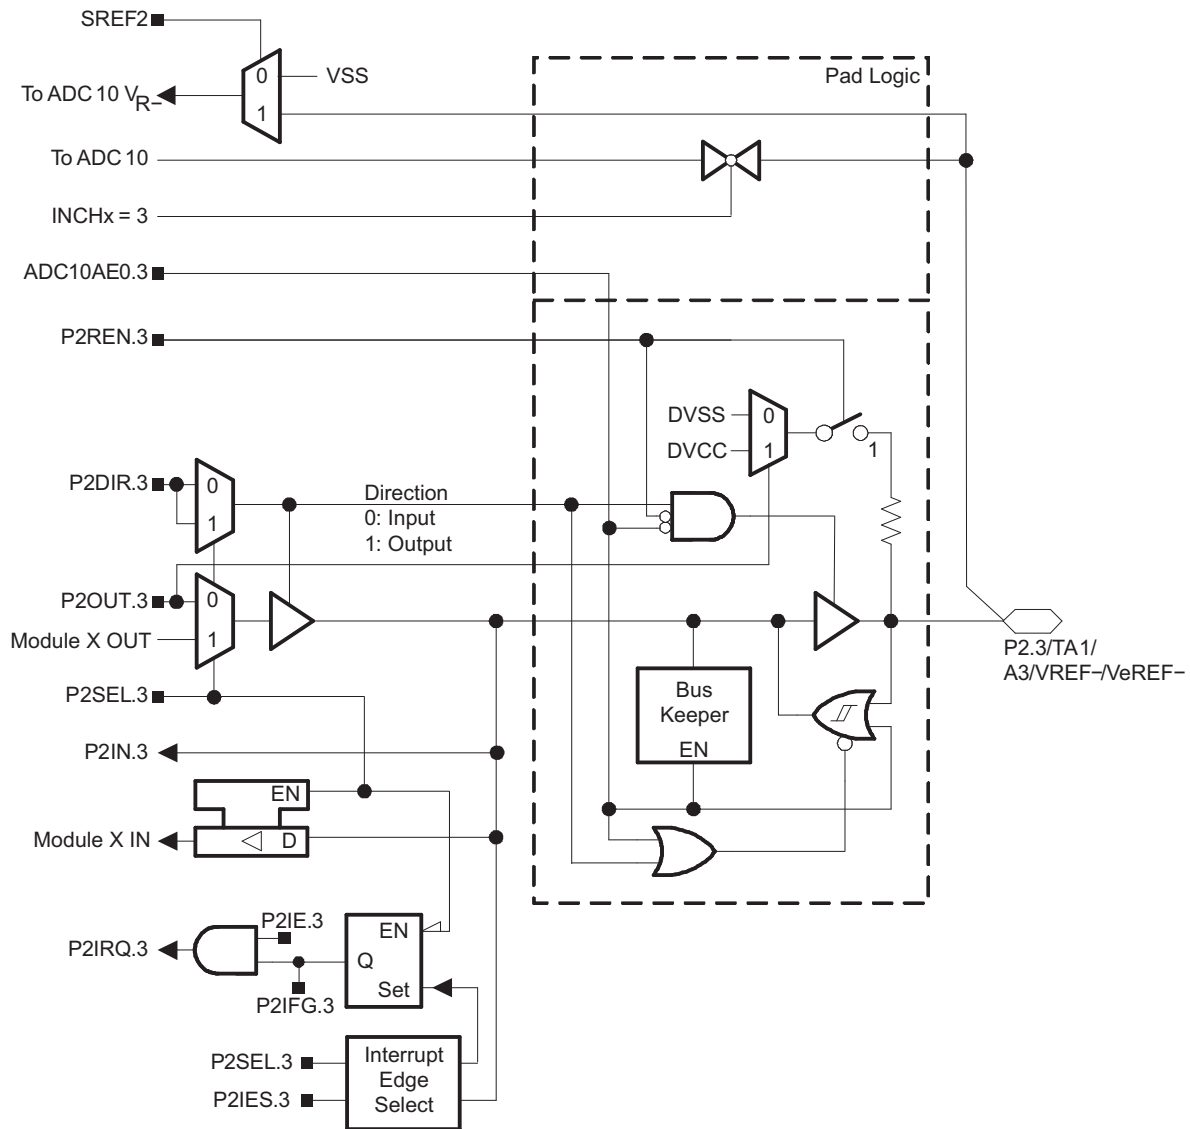 SREF2
0
VSS
To ADC 10 VR−
1
Pad Logic
To ADC 10
INCHx = 3
ADC10AE0.3
P2REN.3
DVSS
0
DVCC
1
1
P2DIR.3
0
1
Direction
0: Input
1: Output
P2OUT.3
0
Module X OUT
1
P2.3/TA1/
A3/VREF−/VeREF−
P2SEL.3
Bus
Keeper
EN
P2IN.3
EN
Module X IN
D
P2IE.3
P2IRQ.3
EN
Q
Set
P2IFG.3
P2SEL.3
P2IES.3
Interrupt
Edge
Select